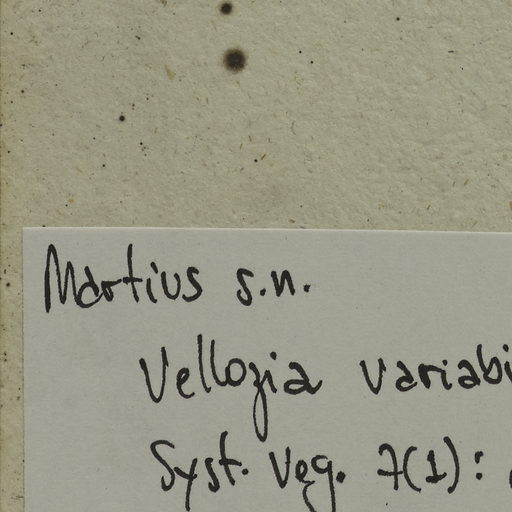 Martius s.n.
Vellozia variabi
Syst. Veg. 7(1):